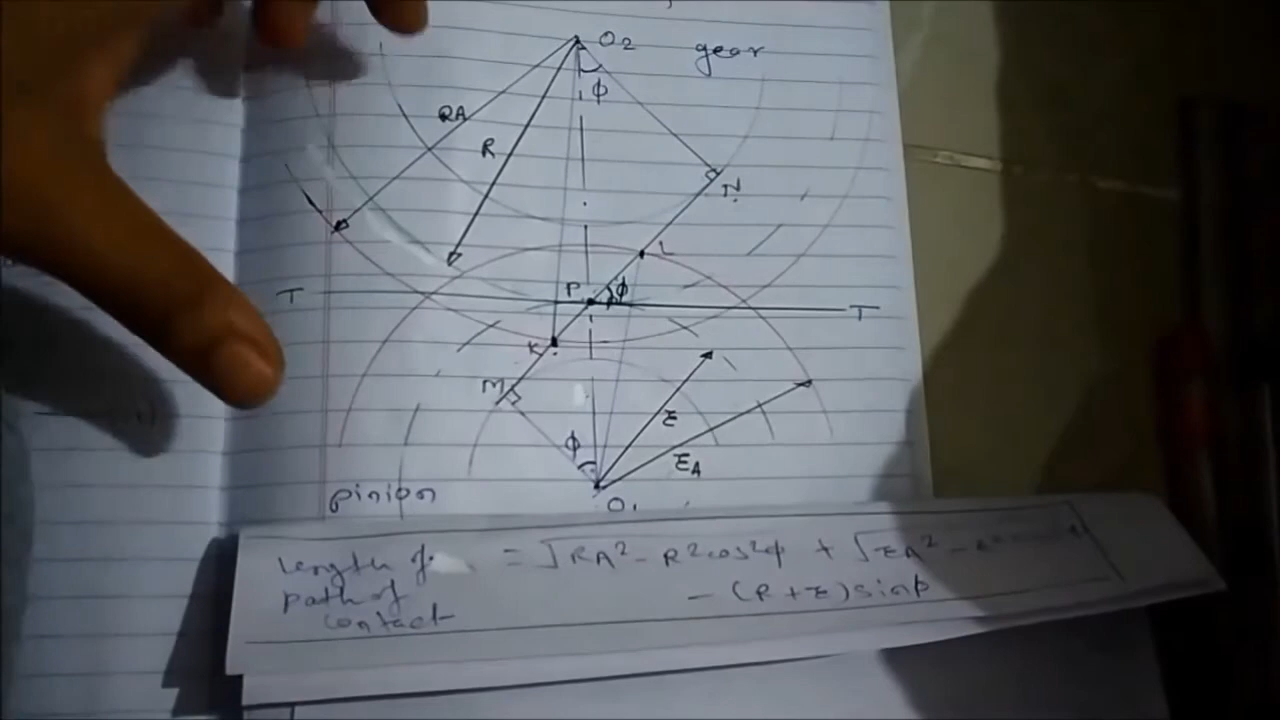 O2 gear
φ
RA
R
N
L
P φ
T T
K
M
r
φ
rA
pinion
O1
Length of = √RA² - R²cos²φ + √rA² -
path of - (R+r) sinφ
contact